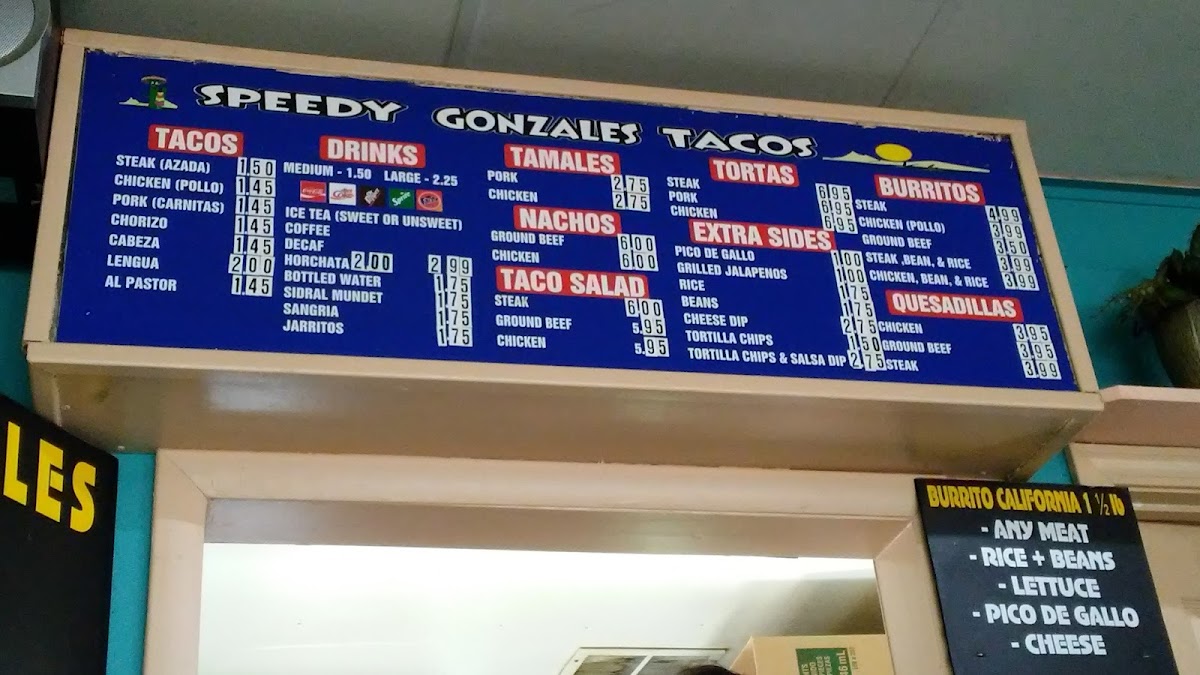 SPEEDY GONZALES TACOS
TACOS
STEAK (AZADA) 1.50
CHICKEN (POLLO) 1.45
PORK (CARNITAS) 1.45
CHORIZO 1.45
CABEZA 1.45
LENGUA 2.00
AL PASTOR 1.45
DRINKS
MEDIUM - 1.50 LARGE - 2.25
Coca-Cola
Sprite
ICE TEA (SWEET OR UNSWEET)
COFFEE
DECAF
HORCHATA 2.00 2.99
BOTTLED WATER 1.75
SIDRAL MUNDET 1.75
SANGRIA 1.75
JARRITOS 1.75
TAMALES
PORK 2.75
CHICKEN 2.75
NACHOS
GROUND BEEF 6.00
CHICKEN 6.00
TACO SALAD
STEAK 6.00
GROUND BEEF 5.95
CHICKEN 5.95
TORTAS
STEAK 6.95
PORK 6.95
CHICKEN 6.95
EXTRA SIDES
PICO DE GALLO 1.00
GRILLED JALAPENOS 1.00
RICE 1.75
BEANS 1.75
CHEESE DIP 2.75
TORTILLA CHIPS 1.50
TORTILLA CHIPS & SALSA DIP 2.75
BURRITOS
STEAK 4.99
CHICKEN (POLLO) 3.99
GROUND BEEF 3.50
STEAK ,BEAN, & RICE 3.99
CHICKEN, BEAN, & RICE 3.99
QUESADILLAS
CHICKEN 3.95
GROUND BEEF 3.95
STEAK 3.99
LES
BURRITO CALIFORNIA 1 ½ lb
- ANY MEAT
- RICE + BEANS
- LETTUCE
- PICO DE GALLO
- CHEESE